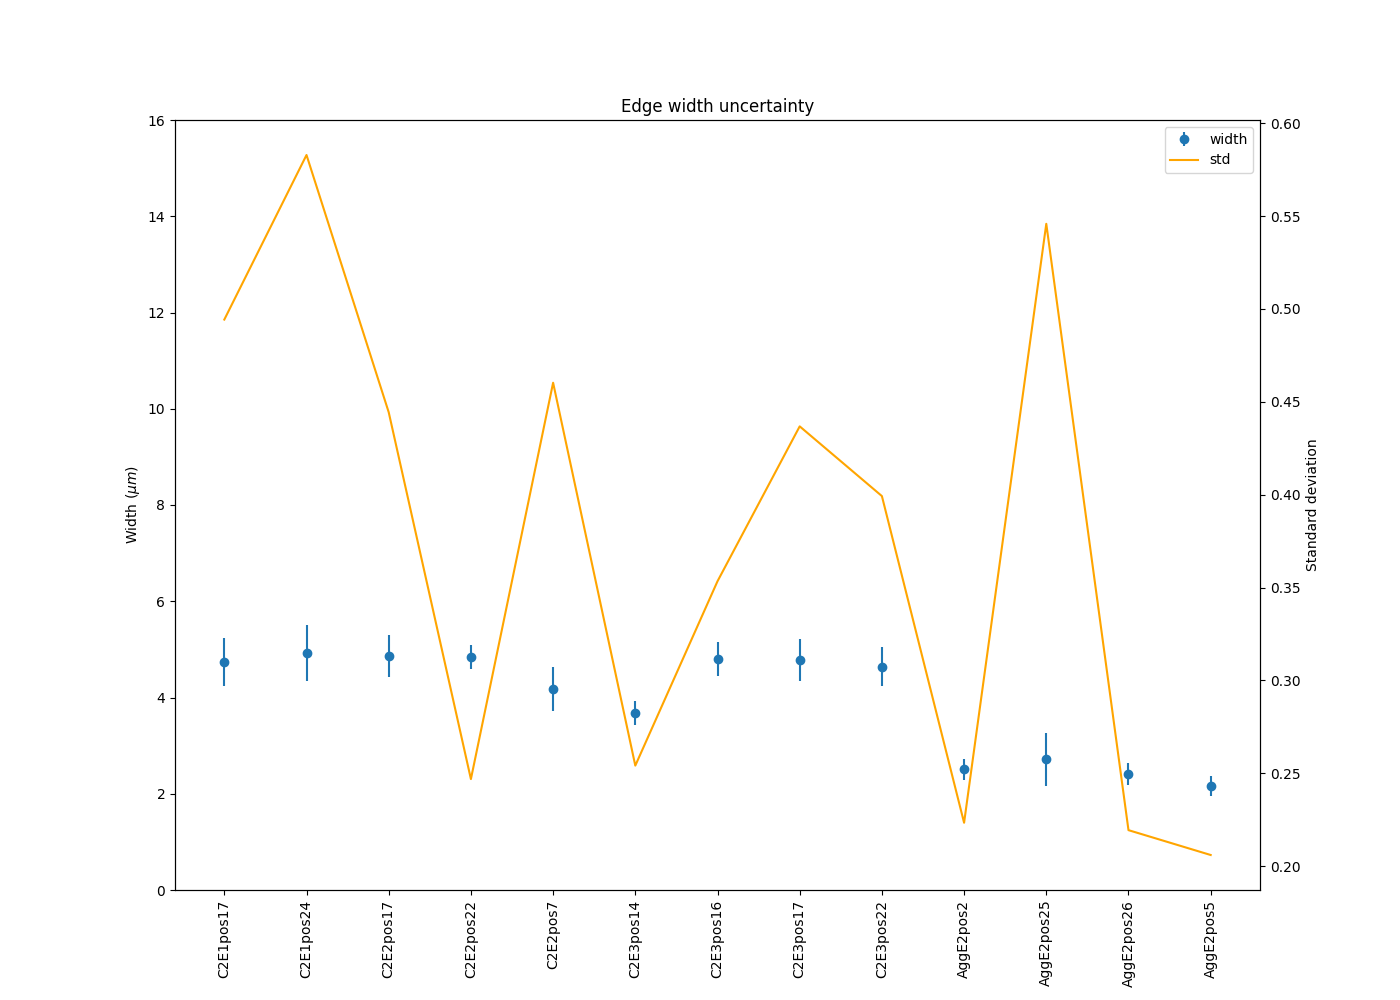 Edge width uncertainty
width
std
16
14
12
10
8
6
4
2
0
Width (μm)
0.60
0.55
0.50
0.45
0.40
0.35
0.30
0.25
0.20
Standard deviation
C2E1pos17
C2E1pos24
C2E2pos17
C2E2pos22
C2E2pos7
C2E3pos14
C2E3pos16
C2E3pos17
C2E3pos22
AggE2pos2
AggE2pos25
AggE2pos26
AggE2pos5